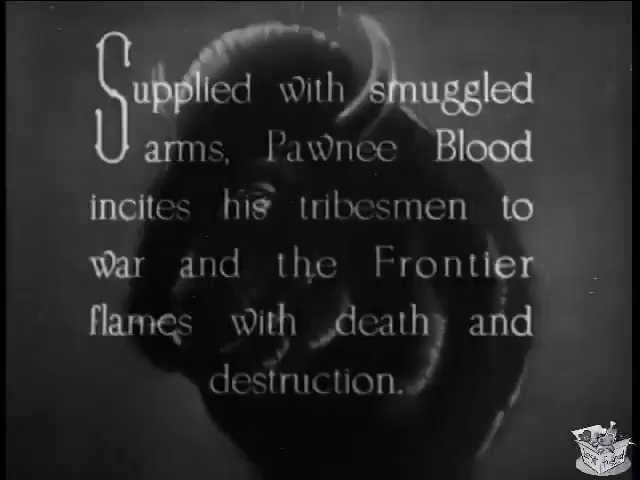 Supplied with smuggled
arms, Pawnee Blood
incites his tribesmen to
war and the Frontier
flames with death and
destruction.